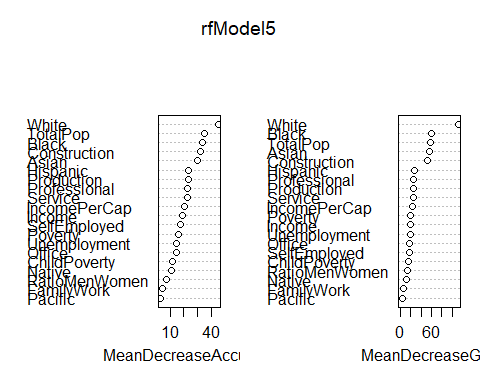 rfModel5
White
TotalPop
Black
Construction
Asian
Hispanic
Production
Professional
Service
IncomePerCap
Income
SelfEmployed
Poverty
Unemployment
Office
ChildPoverty
Native
RatioMenWomen
FamilyWork
Pacific
10 40
MeanDecreaseAccu
White
Black
TotalPop
Asian
Construction
Hispanic
Professional
Production
Service
IncomePerCap
Poverty
Income
Unemployment
Office
SelfEmployed
ChildPoverty
Native
RatioMenWomen
FamilyWork
Pacific
0 60
MeanDecreaseG